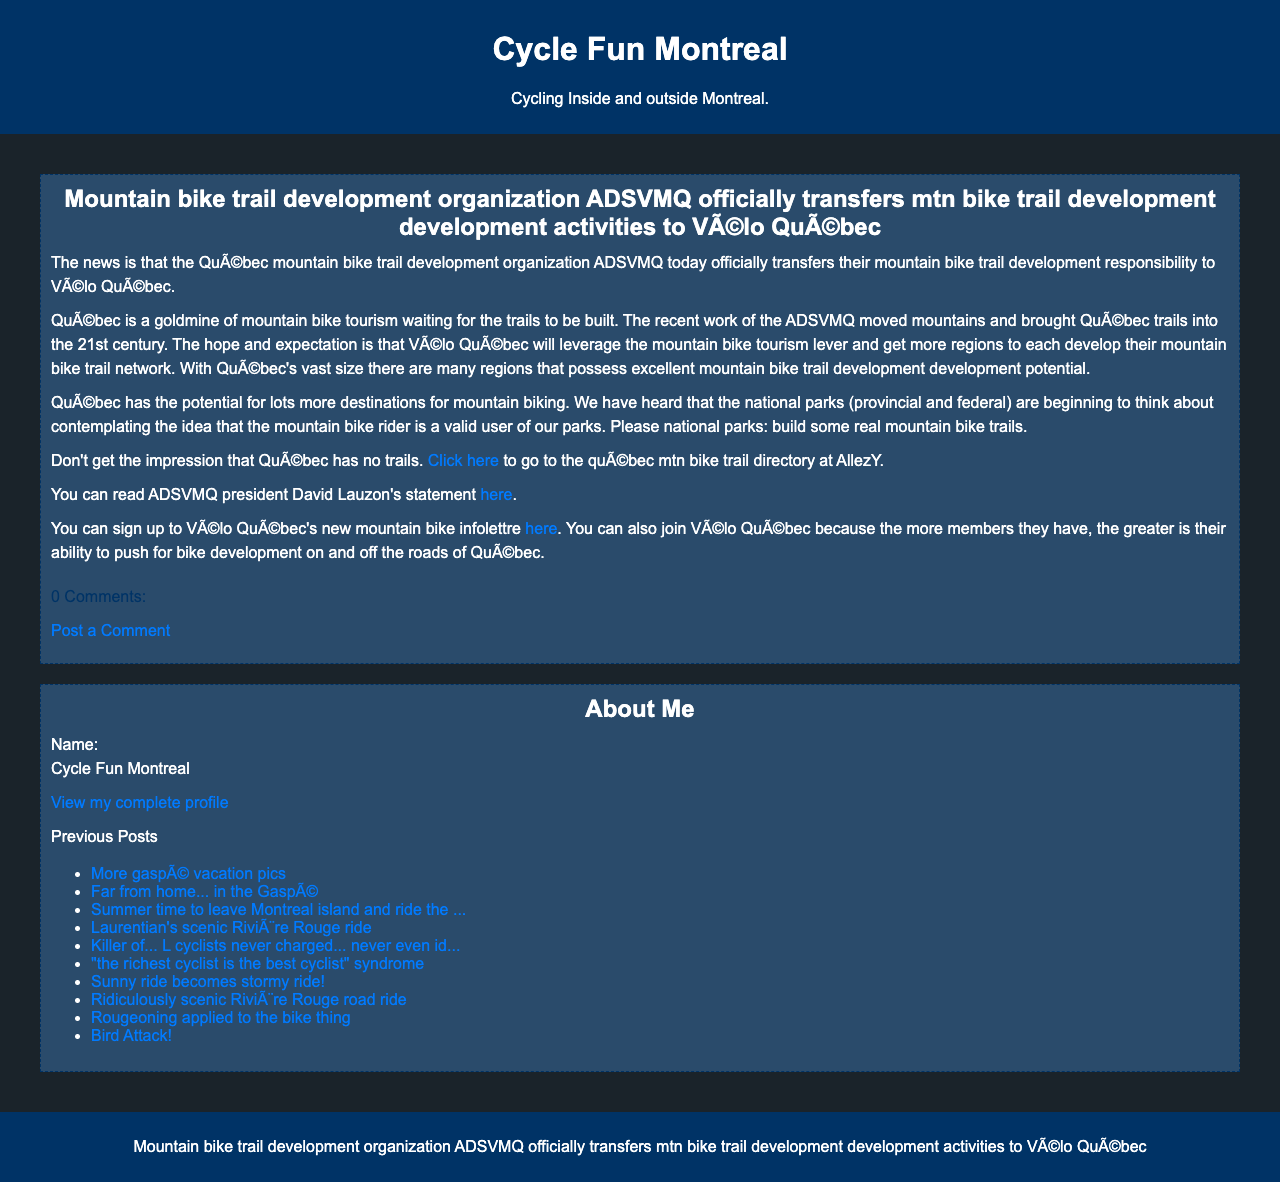 Cycle Fun Montreal
Cycling Inside and outside Montreal.
Mountain bike trail development organization ADSVMQ officially transfers mtn bike trail development
development activities to VÃ©lo QuÃ©bec
The news is that the QuÃ©bec mountain bike trail development organization ADSVMQ today officially transfers their mountain bike trail development responsibility to
VÃ©lo QuÃ©bec.
QuÃ©bec is a goldmine of mountain bike tourism waiting for the trails to be built. The recent work of the ADSVMQ moved mountains and brought QuÃ©bec trails into
the 21st century. The hope and expectation is that VÃ©lo QuÃ©bec will leverage the mountain bike tourism lever and get more regions to each develop their mountain
bike trail network. With QuÃ©bec's vast size there are many regions that possess excellent mountain bike trail development development potential.
QuÃ©bec has the potential for lots more destinations for mountain biking. We have heard that the national parks (provincial and federal) are beginning to think about
contemplating the idea that the mountain bike rider is a valid user of our parks. Please national parks: build some real mountain bike trails.
Don't get the impression that QuÃ©bec has no trails. Click here to go to the quÃ©bec mtn bike trail directory at AllezY.
You can read ADSVMQ president David Lauzon's statement here.
You can sign up to VÃ©lo QuÃ©bec's new mountain bike infolettre here. You can also join VÃ©lo QuÃ©bec because the more members they have, the greater is their
ability to push for bike development on and off the roads of QuÃ©bec.
0 Comments:
Post a Comment
About Me
Name:
Cycle Fun Montreal
View my complete profile
Previous Posts
More gaspÃ© vacation pics
Far from home... in the GaspÃ©
Summer time to leave Montreal island and ride the ...
Laurentian's scenic RiviÃ¨re Rouge ride
Killer of... L cyclists never charged... never even id...
"the richest cyclist is the best cyclist" syndrome
Sunny ride becomes stormy ride!
Ridiculously scenic RiviÃ¨re Rouge road ride
Rougeoning applied to the bike thing
Bird Attack!
Mountain bike trail development organization ADSVMQ officially transfers mtn bike trail development development activities to VÃ©lo QuÃ©bec